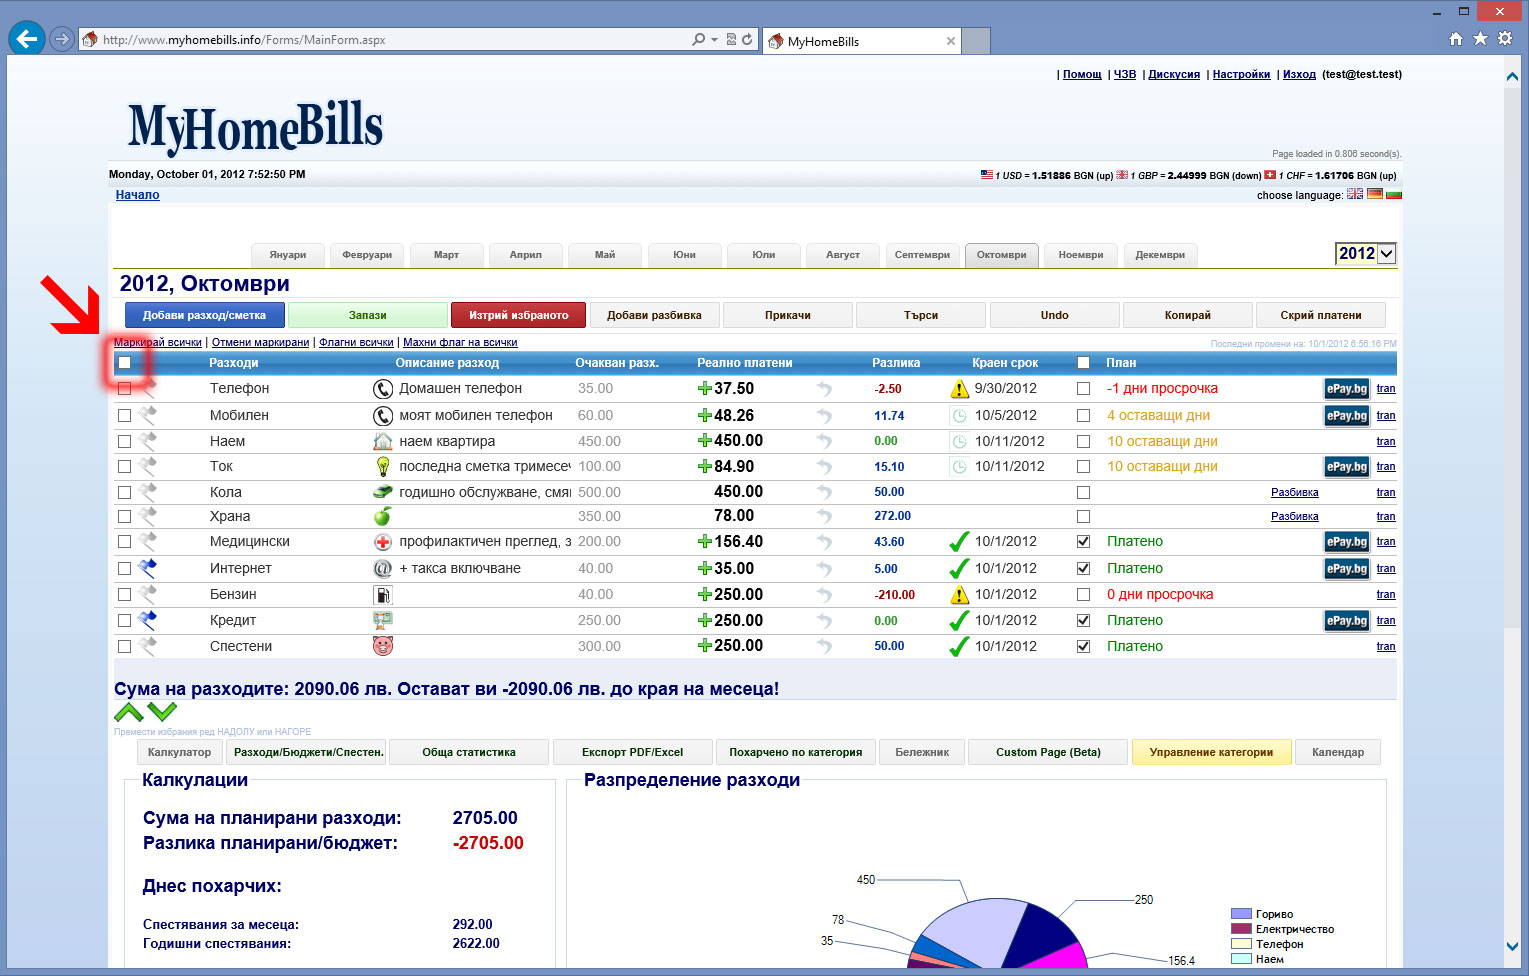 http://www.myhomebills.info/Forms/MainForm.aspx MyHomeBills
| Помощ | ЧЗВ | Дискусия | Настройки | Изход (test@test.test)
MyHomeBills
Page loaded in 0.806 second(s).
Monday, October 01, 2012 7:52:50 PM 1 USD = 1.51886 BGN (up) 1 GBP = 2.44999 BGN (down) 1 CHF = 1.61706 BGN (up)
Начало choose language:
Януари Февруари Март Април Май Юни Юли Август Септември Октомври Ноември Декември 2012
2012, Октомври
Добави разход/сметка Запази Изтрий избраното Добави разбивка Прикачи Търси Undo Копирай Скрий платени
Маркирай всички | Отмени маркирани | Флагни всички | Махни флаг на всички Последни промени на: 10/1/2012 6:56:16 PM
Разходи Описание разход Очакван разх. Реално платени Разлика Краен срок План
Телефон Домашен телефон 35.00 37.50 -2.50 9/30/2012 -1 дни просрочка ePay.bg tran
Мобилен моят мобилен телефон 60.00 48.26 11.74 10/5/2012 4 оставащи дни ePay.bg tran
Наем наем квартира 450.00 450.00 0.00 10/11/2012 10 оставащи дни tran
Ток последна сметка тримесеч 100.00 84.90 15.10 10/11/2012 10 оставащи дни ePay.bg tran
Кола годишно обслужване, смя 500.00 450.00 50.00 Разбивка tran
Храна 350.00 78.00 272.00 Разбивка tran
Медицински профилактичен преглед, з 200.00 156.40 43.60 10/1/2012 Платено ePay.bg tran
Интернет + такса включване 40.00 35.00 5.00 10/1/2012 Платено ePay.bg tran
Бензин 40.00 250.00 -210.00 10/1/2012 0 дни просрочка tran
Кредит 250.00 250.00 0.00 10/1/2012 Платено ePay.bg tran
Спестени 300.00 250.00 50.00 10/1/2012 Платено tran
Сума на разходите: 2090.06 лв. Остават ви -2090.06 лв. до края на месеца!
Премести избрания ред НАДОЛУ или НАГОРЕ
Калкулатор Разходи/Бюджети/Спестен. Обща статистика Експорт PDF/Excel Похарчено по категория Бележник Custom Page (Beta) Управление категории Календар
Калкулации
Сума на планирани разходи: 2705.00
Разлика планирани/бюджет: -2705.00
Днес похарчих:
Спестявания за месеца: 292.00
Годишни спестявания: 2622.00
Разпределение разходи
450
250
78
35
156.4
Гориво
Електричество
Телефон
Наем